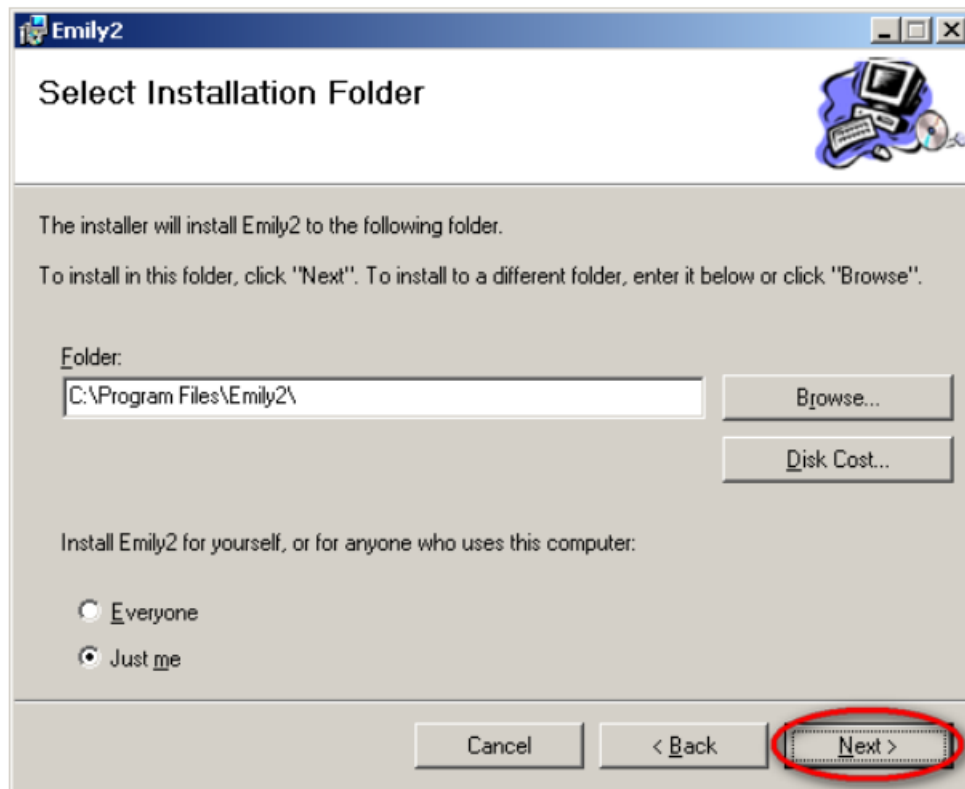 Emily2
Select Installation Folder
The installer will install Emily2 to the following folder.
To install in this folder, click "Next". To install to a different folder, enter it below or click "Browse".
Folder:
C:\Program Files\Emily2\
Browse...
Disk Cost...
Install Emily2 for yourself, or for anyone who uses this computer:
Everyone
Just me
Cancel
< Back
Next >